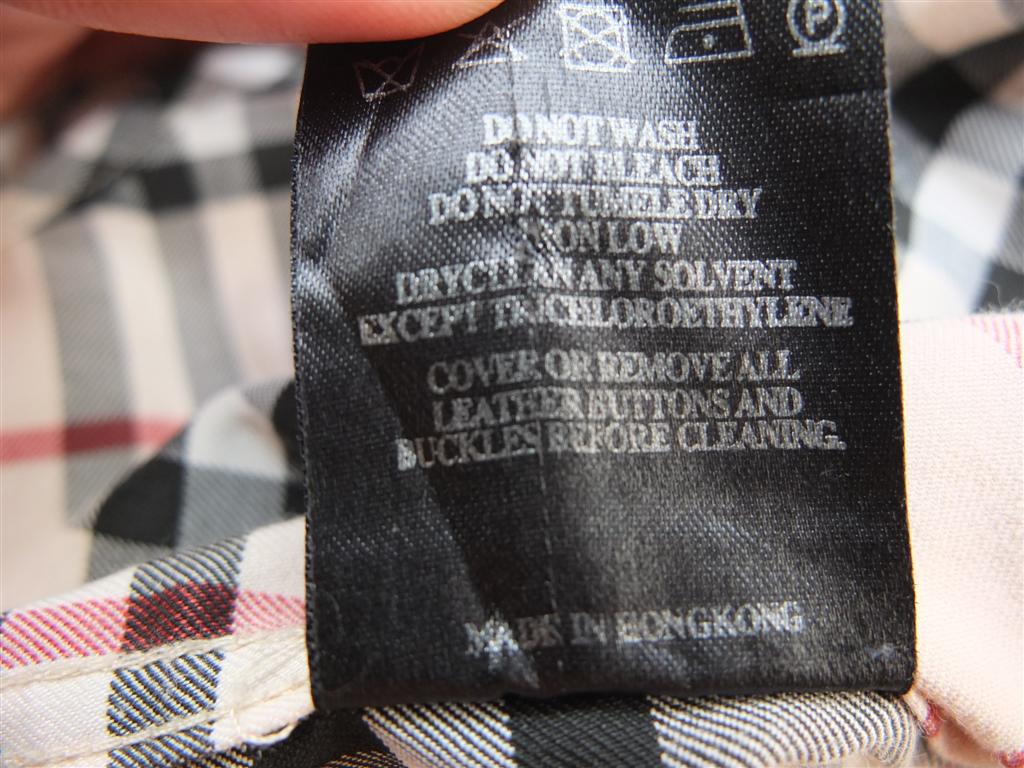 P
DO NOT WASH
DO NOT BLEACH
DO NOT TUMBLE DRY
IRON LOW
DRYCLEAN ANY SOLVENT
EXCEPT TRICHLOROETHYLENE
COVER OR REMOVE ALL
LEATHER BUTTONS AND
BUCKLES BEFORE CLEANING.
MADE IN HONGKONG